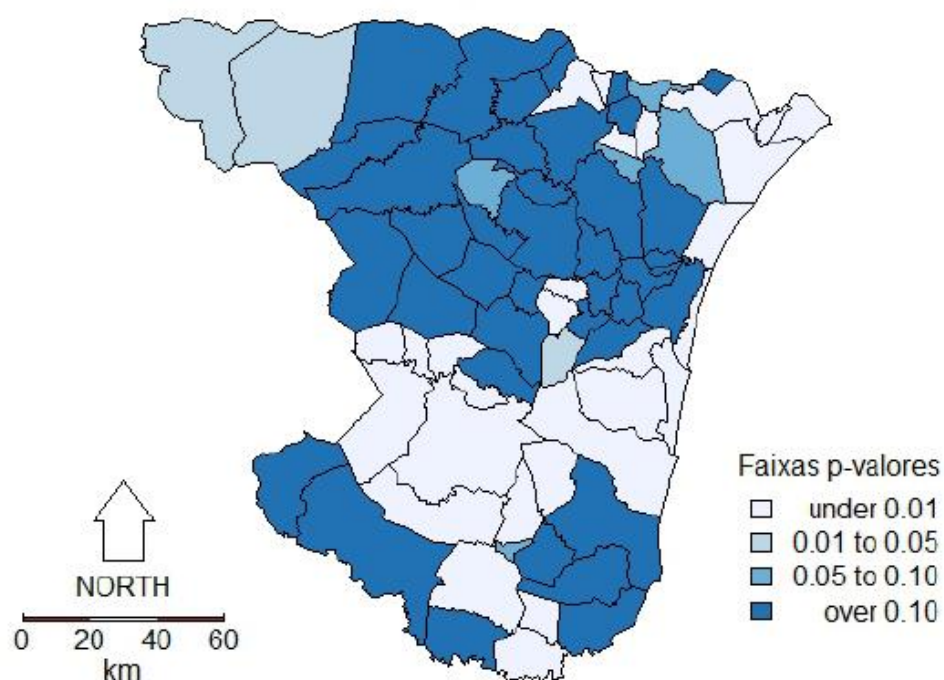 Faixas p-valores
under 0.01
0.01 to 0.05
0.05 to 0.10
over 0.10
NORTH
0 20 40 60
km